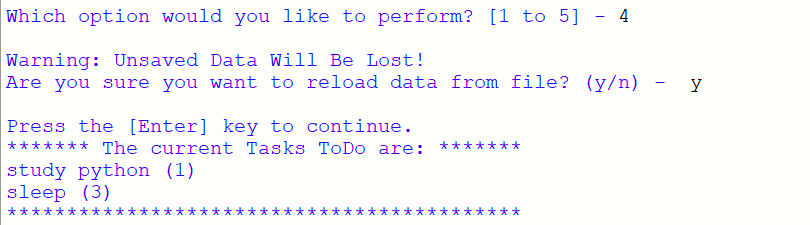 Which option would you like to perform? [1 to 5] - 4
Warning: Unsaved Data Will Be Lost!
Are you sure you want to reload data from file? (y/n) -  y
Press the [Enter] key to continue.
******* The current Tasks ToDo are: *******
study python (1)
sleep (3)
*******************************************